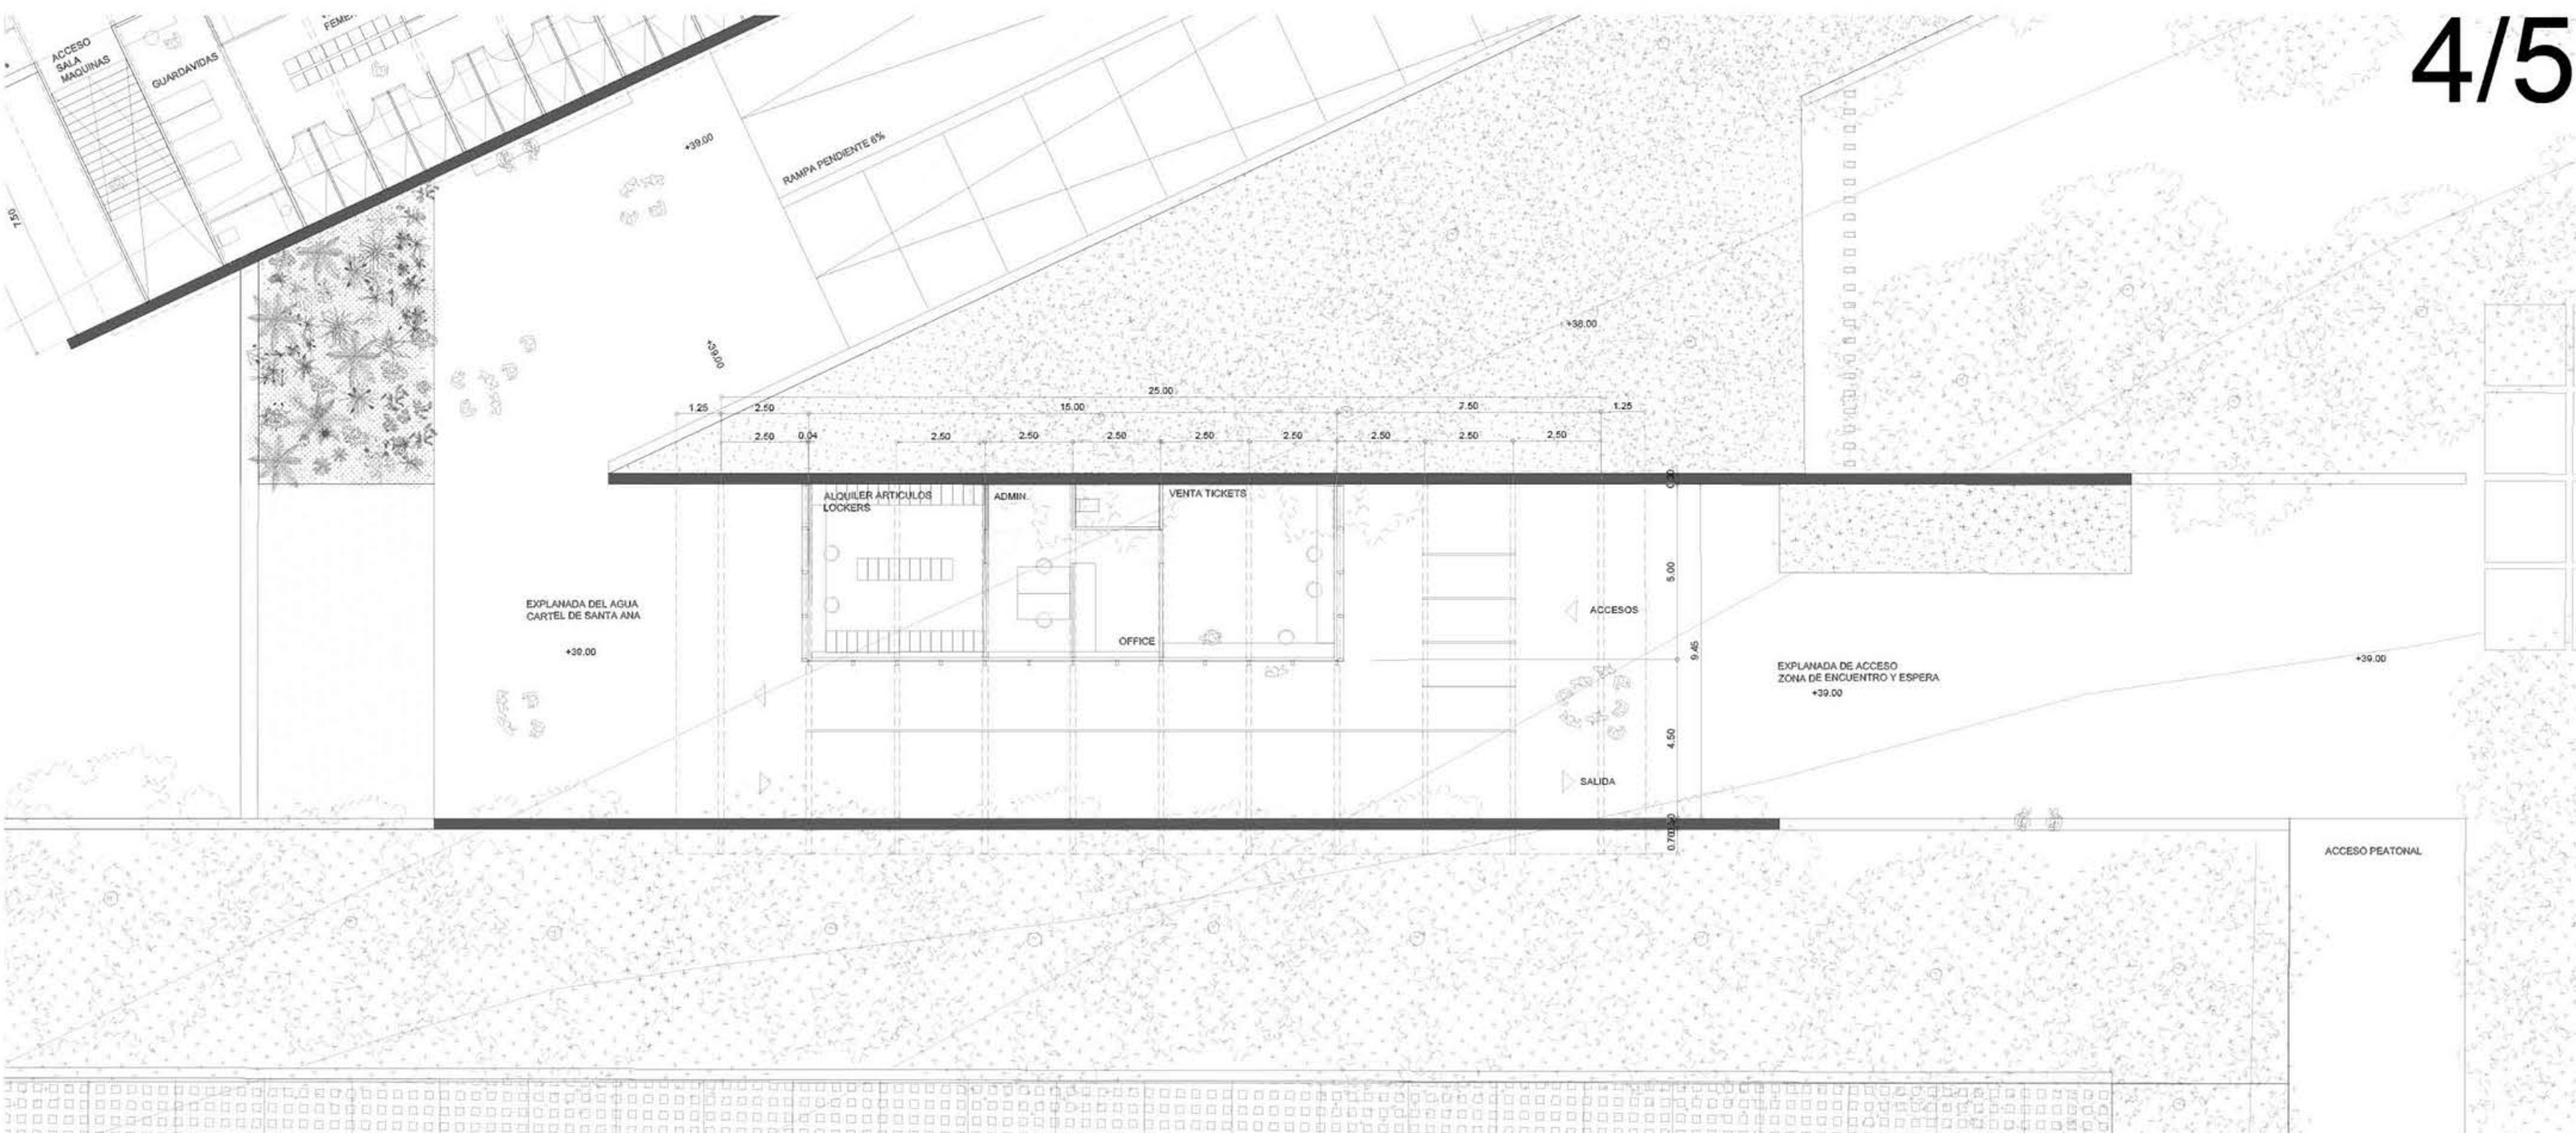 4/5
ACCESO
SALA
MAQUINAS
GUARDAVIDAS
7.50
+39.00
RAMPA PENDIENTE 6%
+39.00
+38.00
25.00
1.25
2.50
15.00
7.50
1.25
2.50
0.04
2.50
2.50
2.50
2.50
2.50
2.50
2.50
2.50
ALQUILER ARTICULOS
LOCKERS
ADMIN.
VENTA TICKETS
5.00
EXPLANADA DEL AGUA
CARTEL DE SANTA ANA
+39.00
OFFICE
ACCESOS
9.45
EXPLANADA DE ACCESO
ZONA DE ENCUENTRO Y ESPERA
+39.00
+39.00
4.50
SALIDA
ACCESO PEATONAL